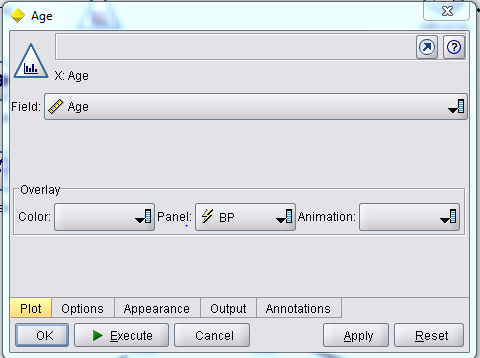 Age
X: Age
Field: Age
Overlay
Color: Panel: BP Animation:
Plot Options Appearance Output Annotations
OK Execute Cancel Apply Reset